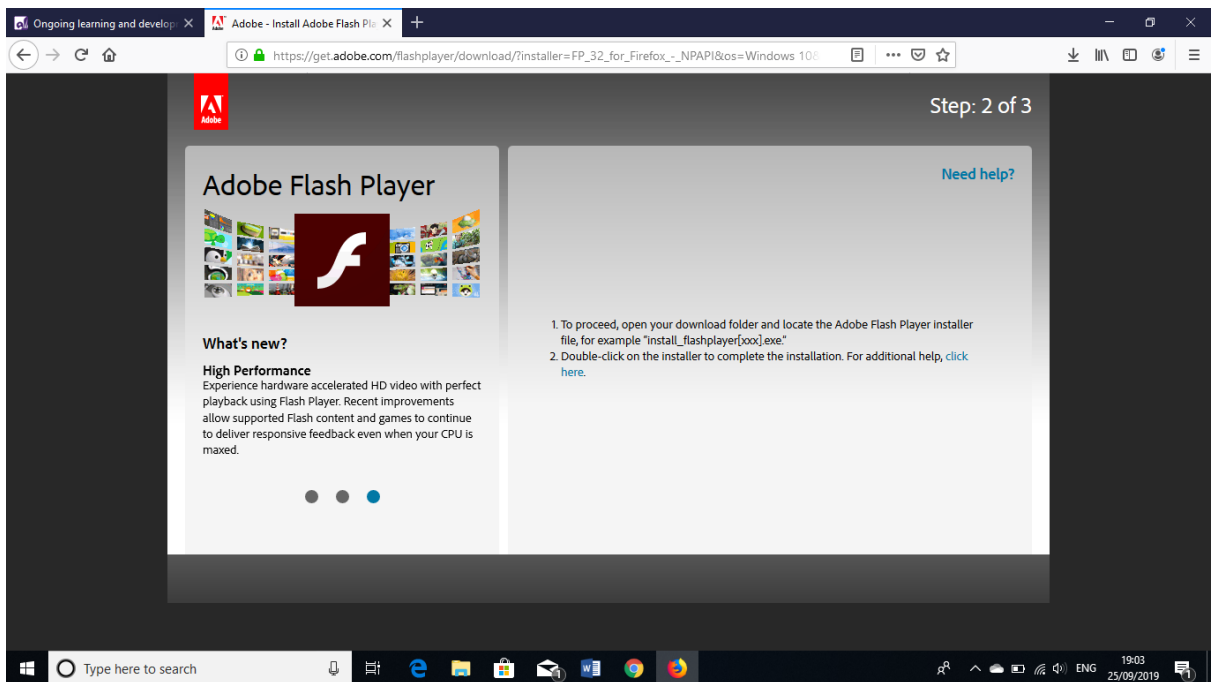 Ongoing learning and develop
Adobe - Install Adobe Flash Pla
https://get.adobe.com/flashplayer/download/?installer=FP_32_for_Firefox_-_NPAPI&os=Windows 10&
Adobe
Step: 2 of 3
Adobe Flash Player
What's new?
High Performance
Experience hardware accelerated HD video with perfect
playback using Flash Player. Recent improvements
allow supported Flash content and games to continue
to deliver responsive feedback even when your CPU is
maxed.
Need help?
1. To proceed, open your download folder and locate the Adobe Flash Player installer
file, for example "install_flashplayer[xxx].exe."
2. Double-click on the installer to complete the installation. For additional help, click
here.
Type here to search
ENG
19:03
25/09/2019